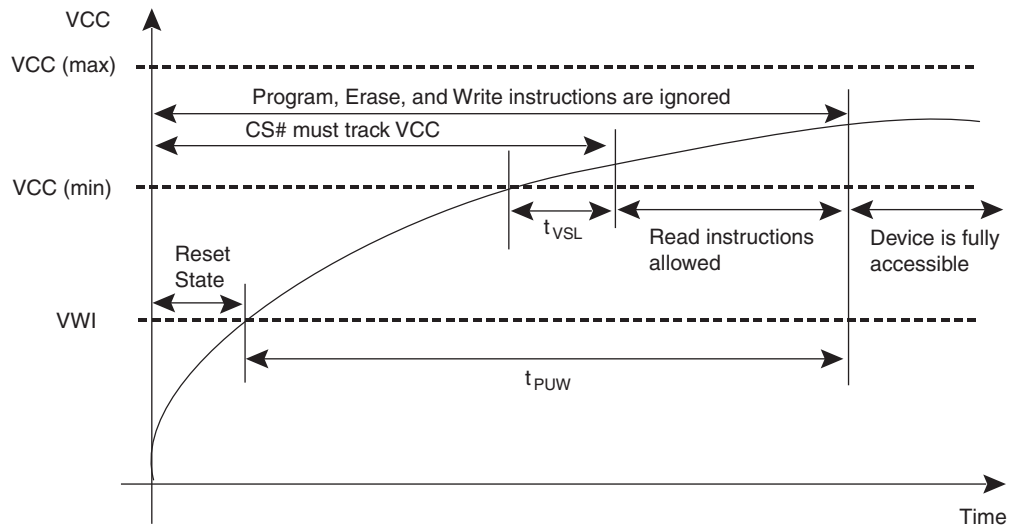 VCC
VCC (max)
Program, Erase, and Write instructions are ignored
CS# must track VCC
VCC (min)
tVSL
Read instructions
allowed
Device is fully
accessible
Reset
State
VWI
tPUW
Time